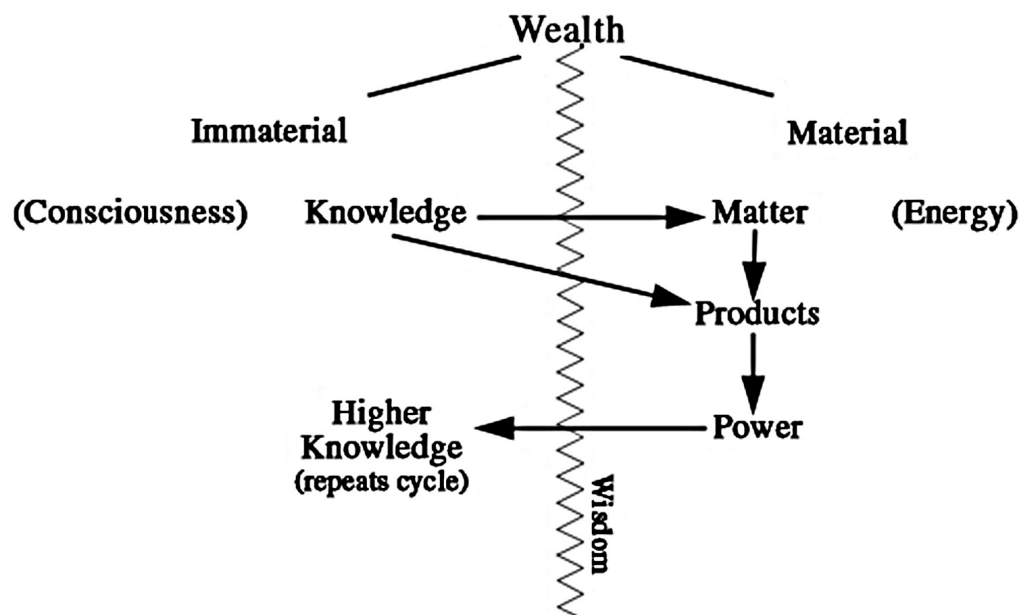 Wealth
Immaterial
Material
(Consciousness)
Knowledge
Matter
(Energy)
Products
Higher
Knowledge
(repeats cycle)
Power
Wisdom